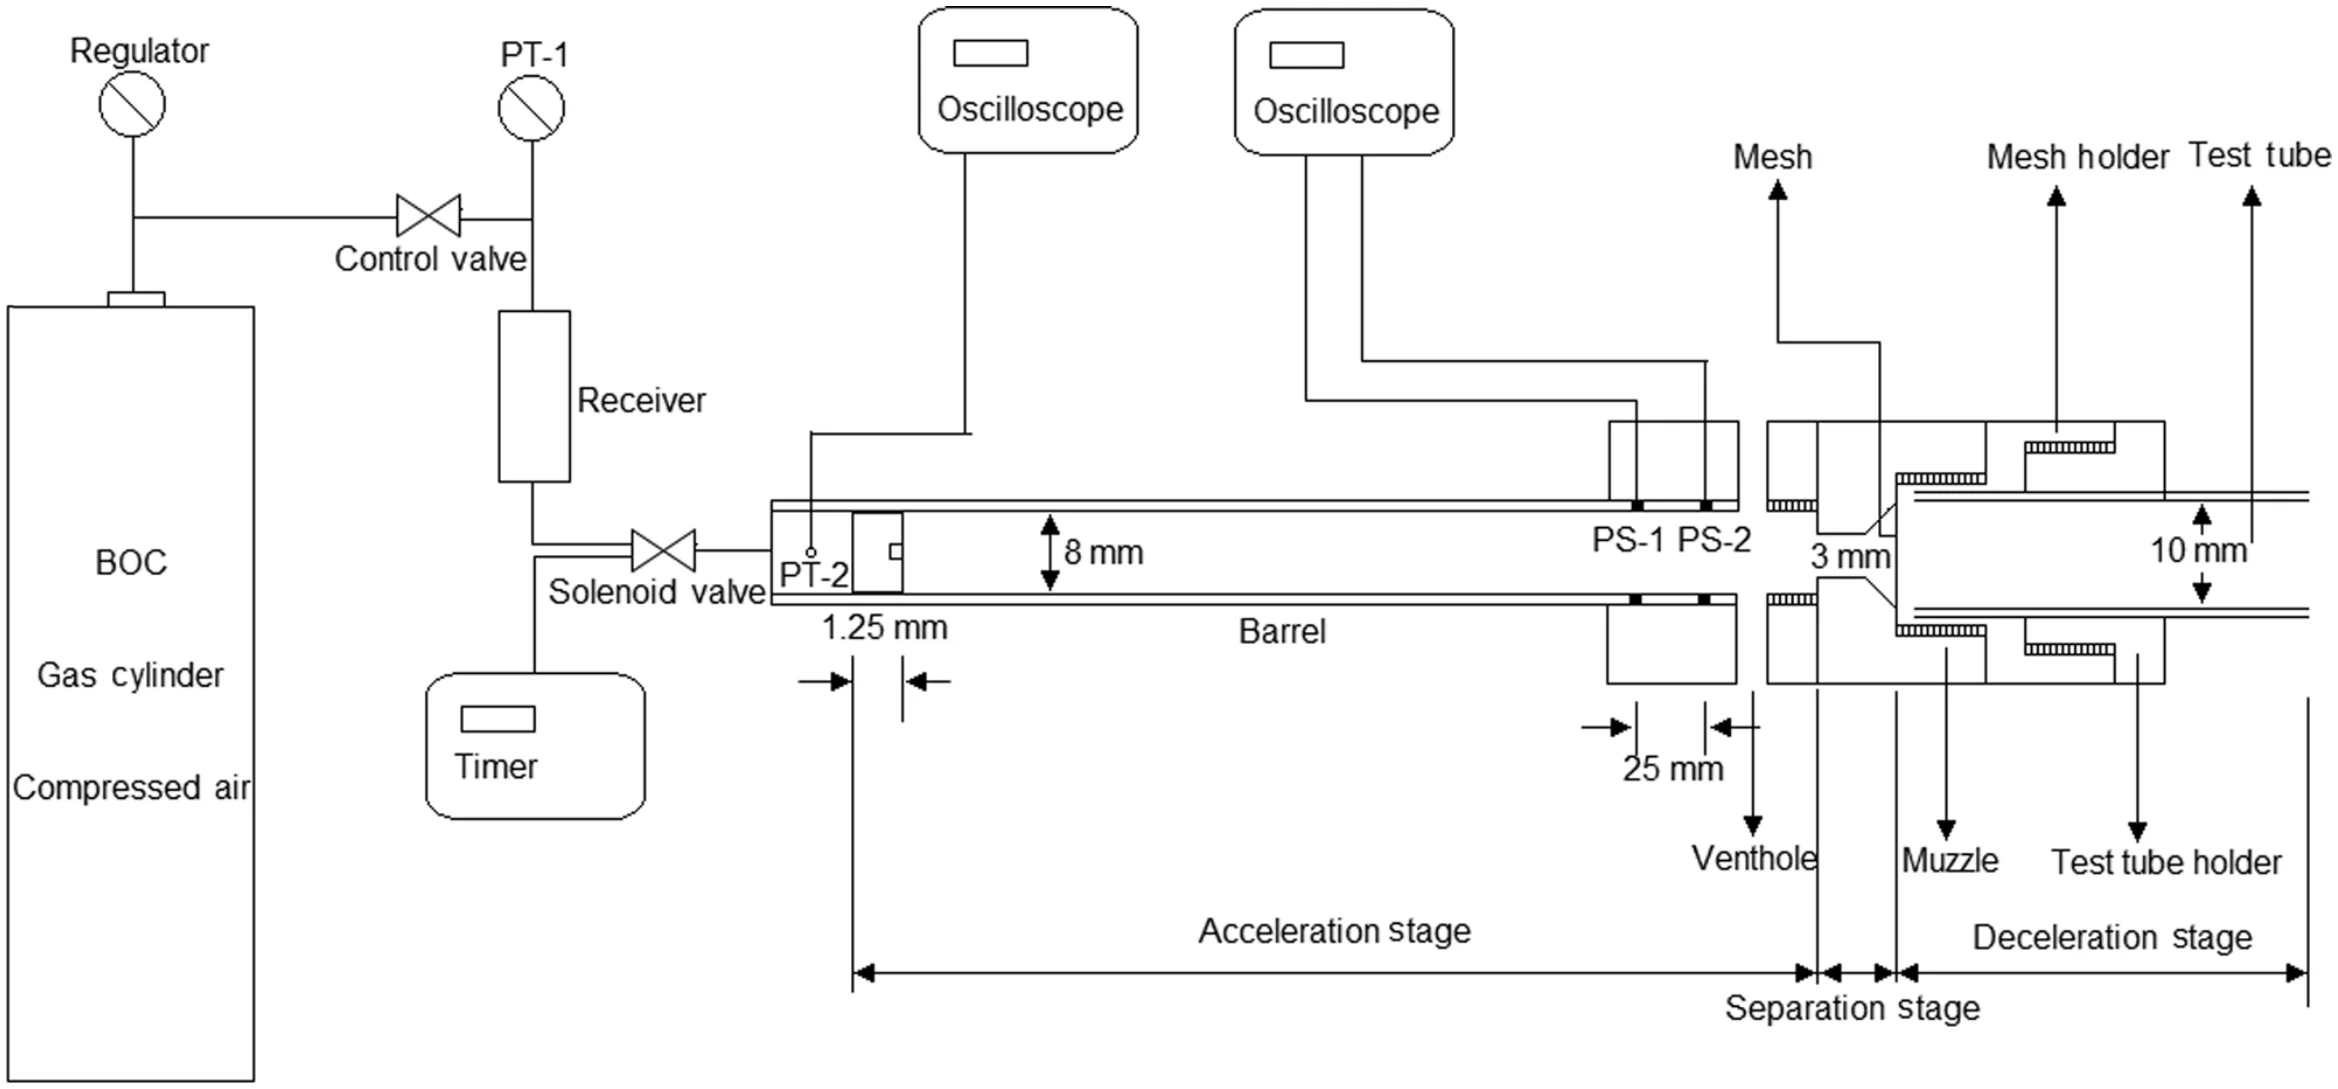 Regulator
PT-1
Oscilloscope
Oscilloscope
Mesh
Mesh holder
Test tube
Control valve
Receiver
BOC
Gas cylinder
Compressed air
Solenoid valve
Timer
PT-2
1.25 mm
8 mm
Barrel
PS-1
PS-2
3 mm
10 mm
25 mm
Venthole
Muzzle
Test tube holder
Acceleration stage
Separation stage
Deceleration stage